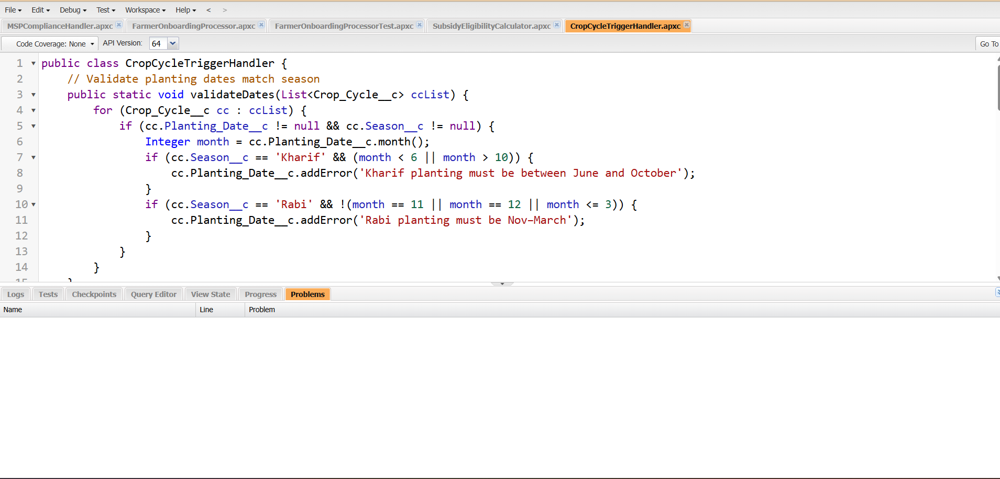 File Edit Debug Test Workspace Help < >
MSPComplianceHandler.apxc FarmerOnboardingProcessor.apxc FarmerOnboardingProcessorTest.apxc SubsidyEligibilityCalculator.apxc CropCycleTriggerHandler.apxc
Code Coverage: None API Version: 64 Go To
1 public class CropCycleTriggerHandler {
2 // Validate planting dates match season
3 public static void validateDates(List<Crop_Cycle__c> ccList) {
4 for (Crop_Cycle__c cc : ccList) {
5 if (cc.Planting_Date__c != null && cc.Season__c != null) {
6 Integer month = cc.Planting_Date__c.month();
7 if (cc.Season__c == 'Kharif' && (month < 6 || month > 10)) {
8 cc.Planting_Date__c.addError('Kharif planting must be between June and October');
9 }
10 if (cc.Season__c == 'Rabi' && !(month == 11 || month == 12 || month <= 3)) {
11 cc.Planting_Date__c.addError('Rabi planting must be Nov–March');
12 }
13 }
14 }
15 }
Logs Tests Checkpoints Query Editor View State Progress Problems
Name Line Problem